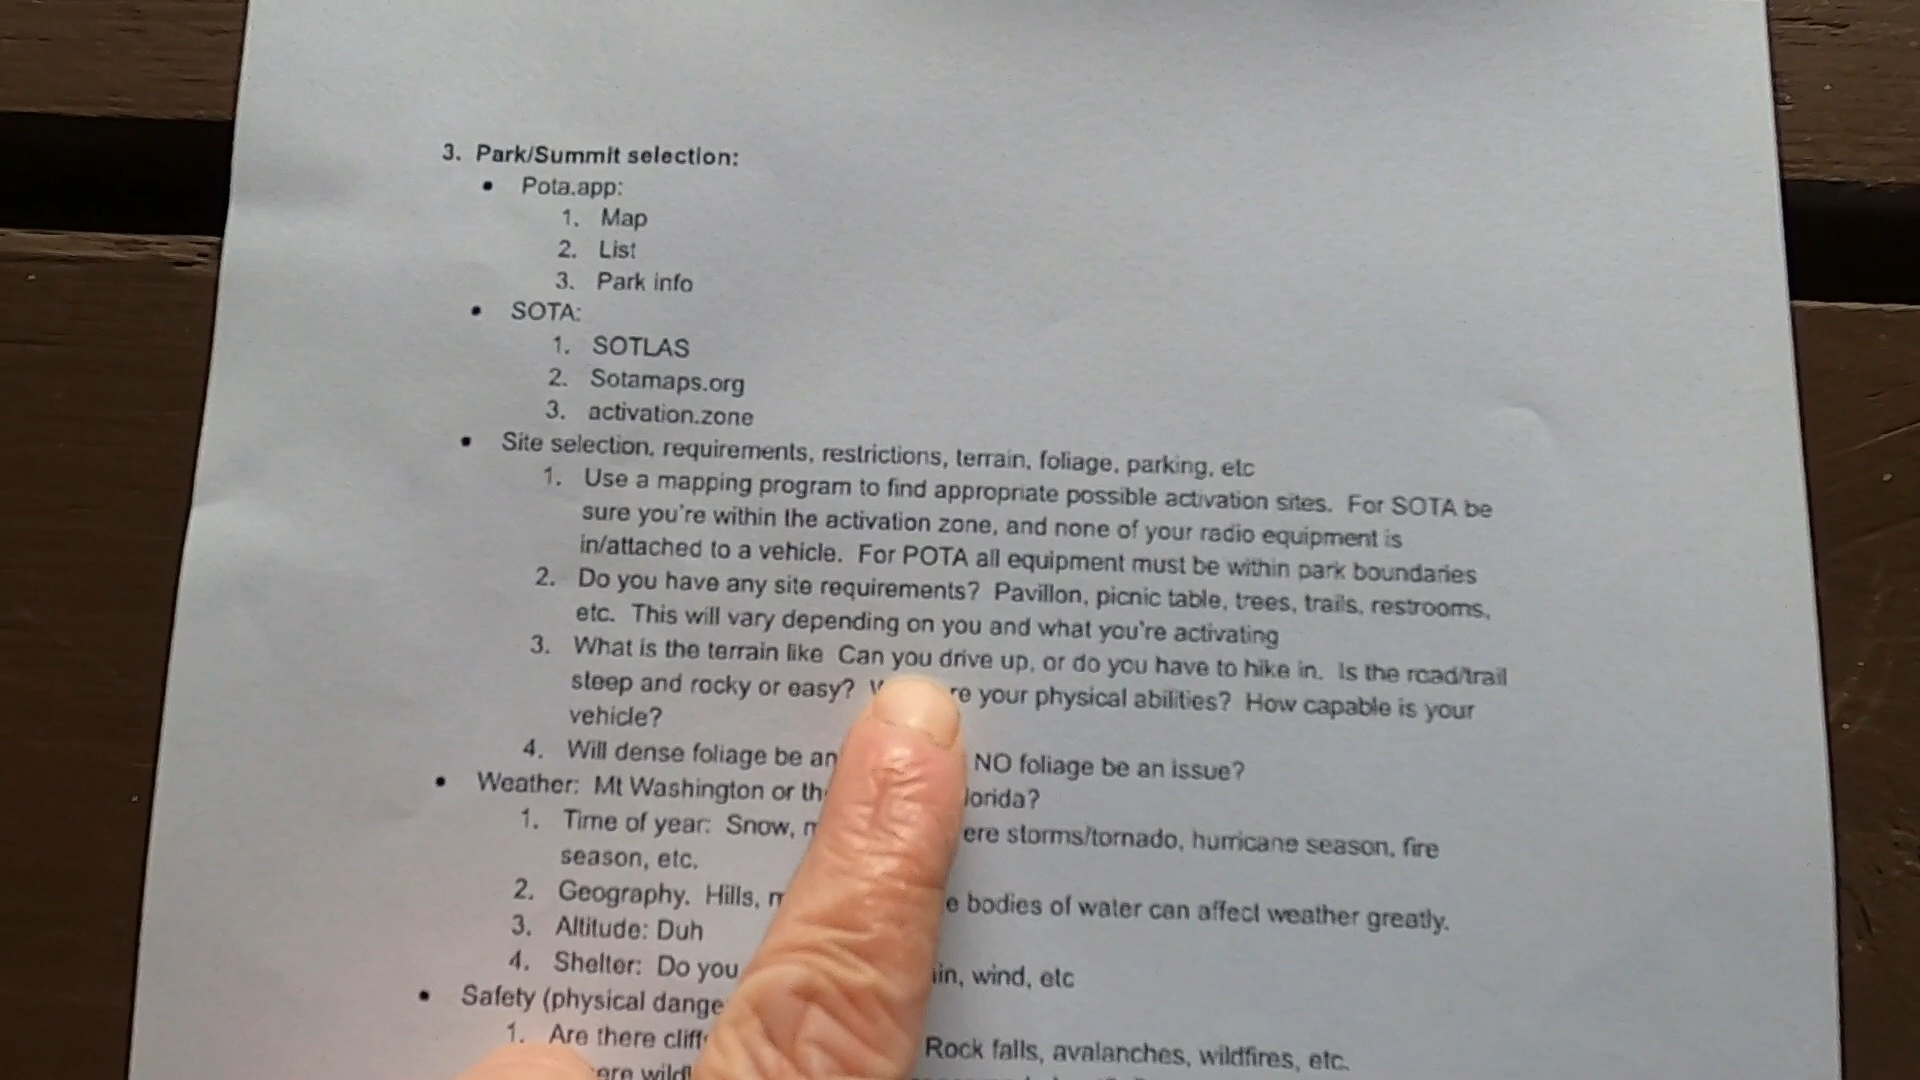 3. Park/Summit selection:
• Pota.app:
1. Map
2. List
3. Park info
• SOTA:
1. SOTLAS
2. Sotamaps.org
3. activation.zone
• Site selection, requirements, restrictions, terrain, foliage, parking, etc
1. Use a mapping program to find appropriate possible activation sites. For SOTA be
sure you're within the activation zone, and none of your radio equipment is
in/attached to a vehicle. For POTA all equipment must be within park boundaries
2. Do you have any site requirements? Pavillon, picnic table, trees, trails, restrooms,
etc. This will vary depending on you and what you're activating
3. What is the terrain like Can you drive up, or do you have to hike in. Is the road/trail
steep and rocky or easy? your physical abilities? How capable is your
vehicle?
4. Will dense foliage be an NO foliage be an issue?
• Weather: Mt Washington or
1. Time of year: Snow, storms/tornado, hurricane season, fire
season, etc.
2. Geography. Hills, bodies of water can affect weather greatly.
3. Altitude: Duh
4. Shelter: Do you wind, etc
• Safety (physical
1. Are there Rock falls, avalanches, wildfires, etc.